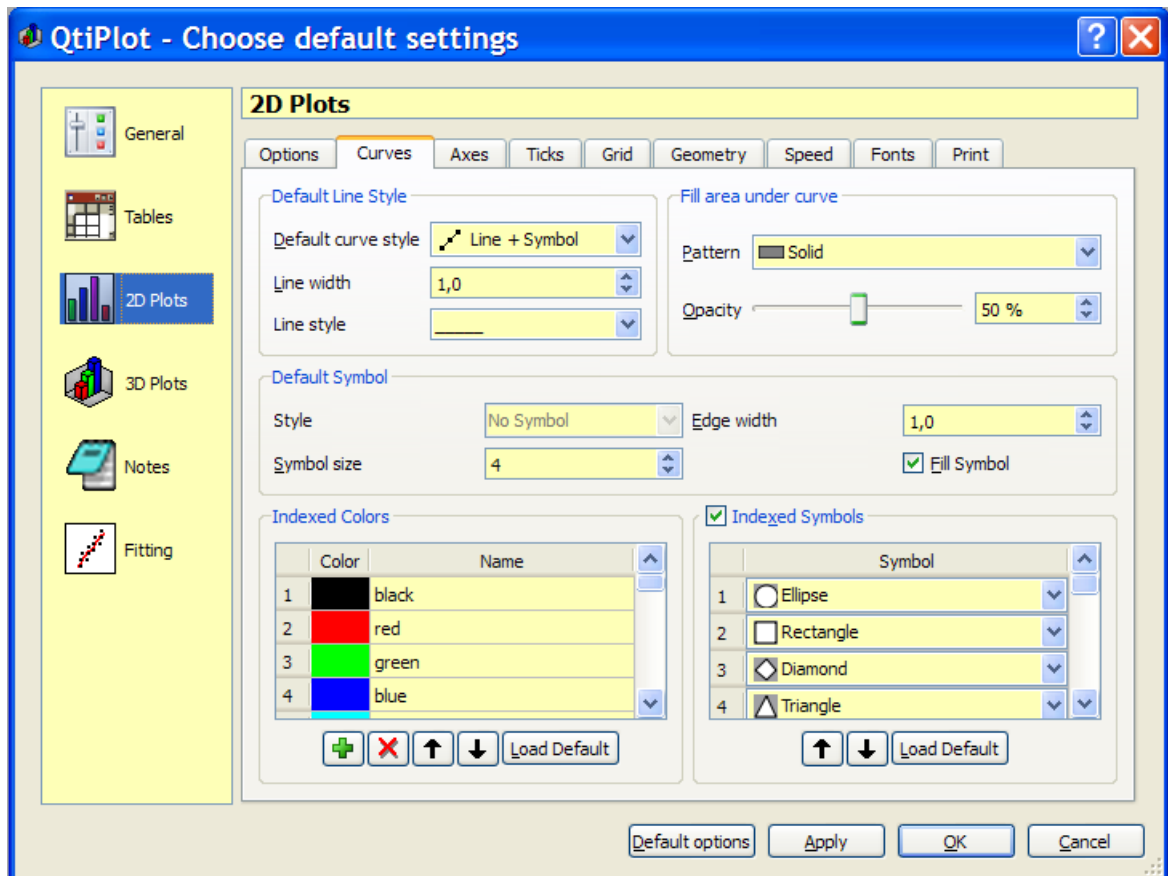 QtiPlot - Choose default settings
?
General
Tables
2D Plots
3D Plots
Notes
Fitting
2D Plots
Options Curves Axes Ticks Grid Geometry Speed Fonts Print
Default Line Style
Default curve style Line + Symbol
Line width 1,0
Line style _____
Fill area under curve
Pattern Solid
Opacity 50 %
Default Symbol
Style No Symbol Edge width 1,0
Symbol size 4 Fill Symbol
Indexed Colors
Color Name
1 black
2 red
3 green
4 blue
Load Default
Indexed Symbols
Symbol
1 Ellipse
2 Rectangle
3 Diamond
4 Triangle
Load Default
Default options Apply OK Cancel